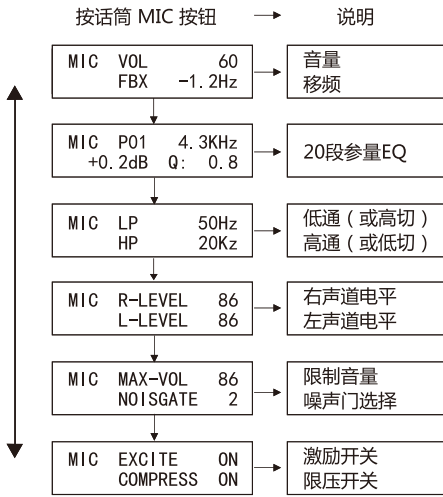 按话筒 MIC 按钮 → 说明
MIC VOL 60
FBX -1.2Hz
音量
移频
MIC P01 4.3KHz
+0.2dB Q: 0.8
20段参量EQ
MIC LP 50Hz
HP 20Kz
低通（或高切）
高通（或低切）
MIC R-LEVEL 86
L-LEVEL 86
右声道电平
左声道电平
MIC MAX-VOL 86
NOISGATE 2
限制音量
噪声门选择
MIC EXCITE ON
COMPRESS ON
激励开关
限压开关